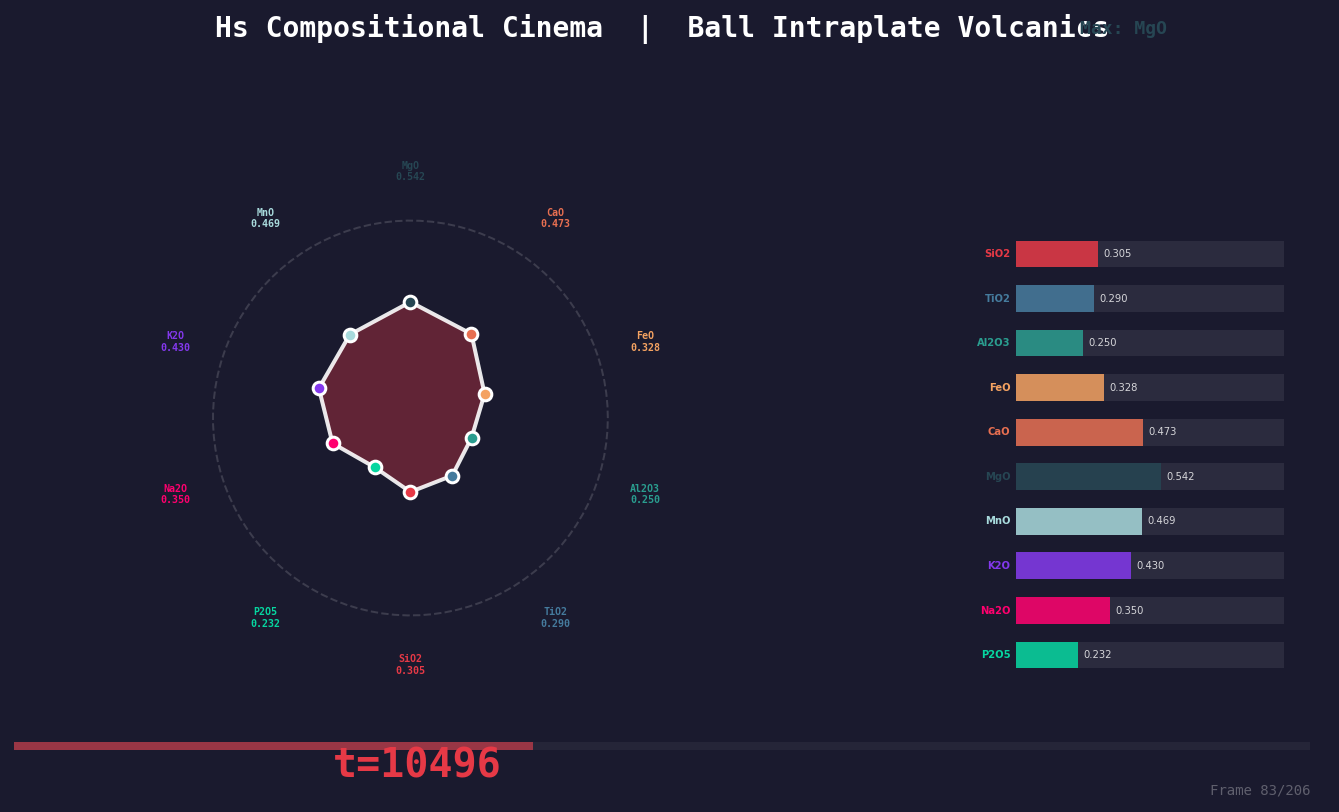 Hs Compositional Cinema | Ball Intraplate Volcanics
Max: MgO
MgO
0.542
MnO
0.469
CaO
0.473
K2O
0.430
FeO
0.328
Na2O
0.350
Al2O3
0.250
P2O5
0.232
TiO2
0.290
SiO2
0.305
SiO2 0.305
TiO2 0.290
Al2O3 0.250
FeO 0.328
CaO 0.473
MgO 0.542
MnO 0.469
K2O 0.430
Na2O 0.350
P2O5 0.232
t=10496
Frame 83/206